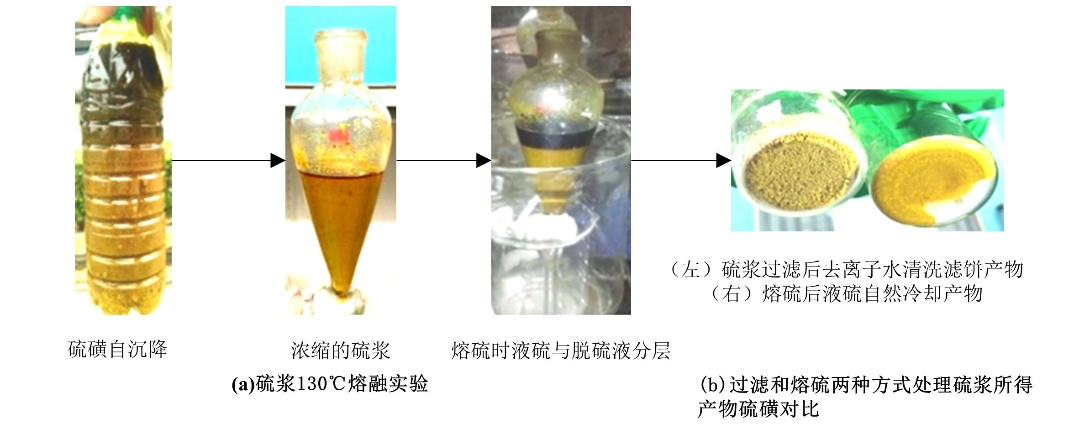 （左）硫浆过滤后去离子水清洗滤饼产物
（右）熔硫后液硫自然冷却产物
硫磺自沉降
浓缩的硫浆
熔硫时液硫与脱硫液分层
(a)硫浆130℃熔融实验
(b)过滤和熔硫两种方式处理硫浆所得
产物硫磺对比